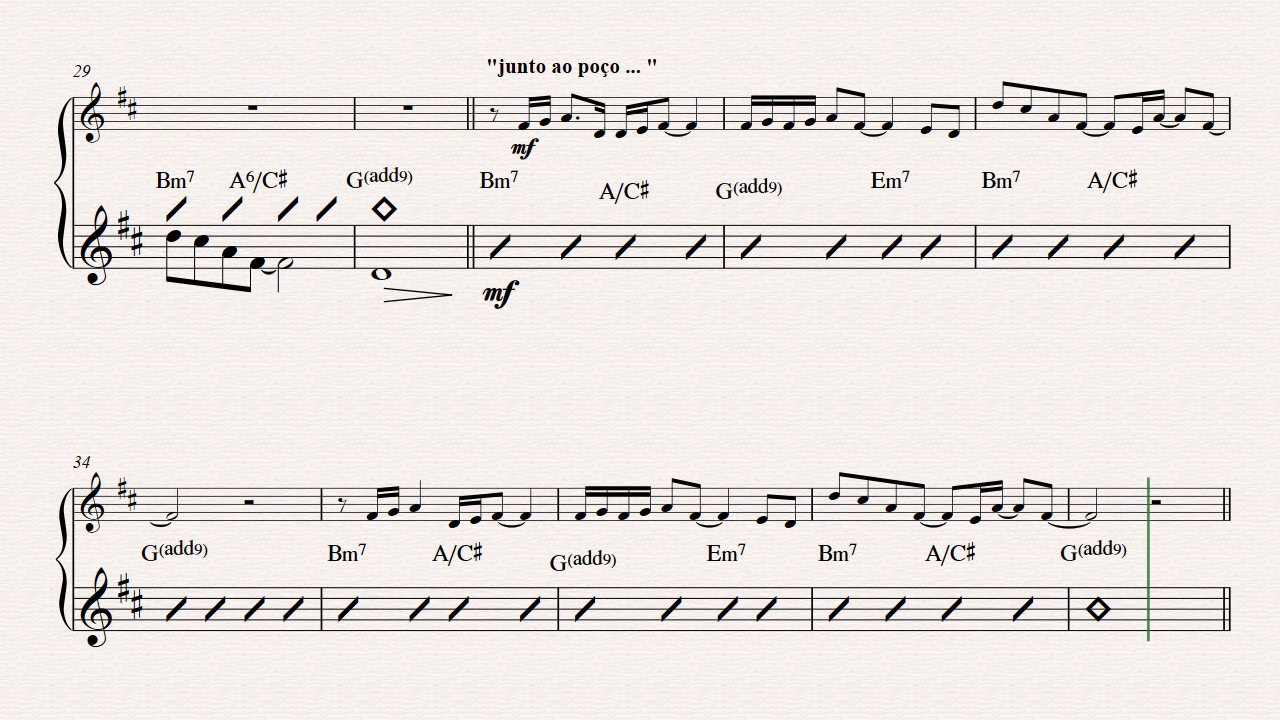 29
"junto ao poço ... "
mf
Bm7 A6/C♯ G(add9) Bm7 A/C♯ G(add9) Em7 Bm7 A/C♯
mf
34
G(add9) Bm7 A/C♯ G(add9) Em7 Bm7 A/C♯ G(add9)